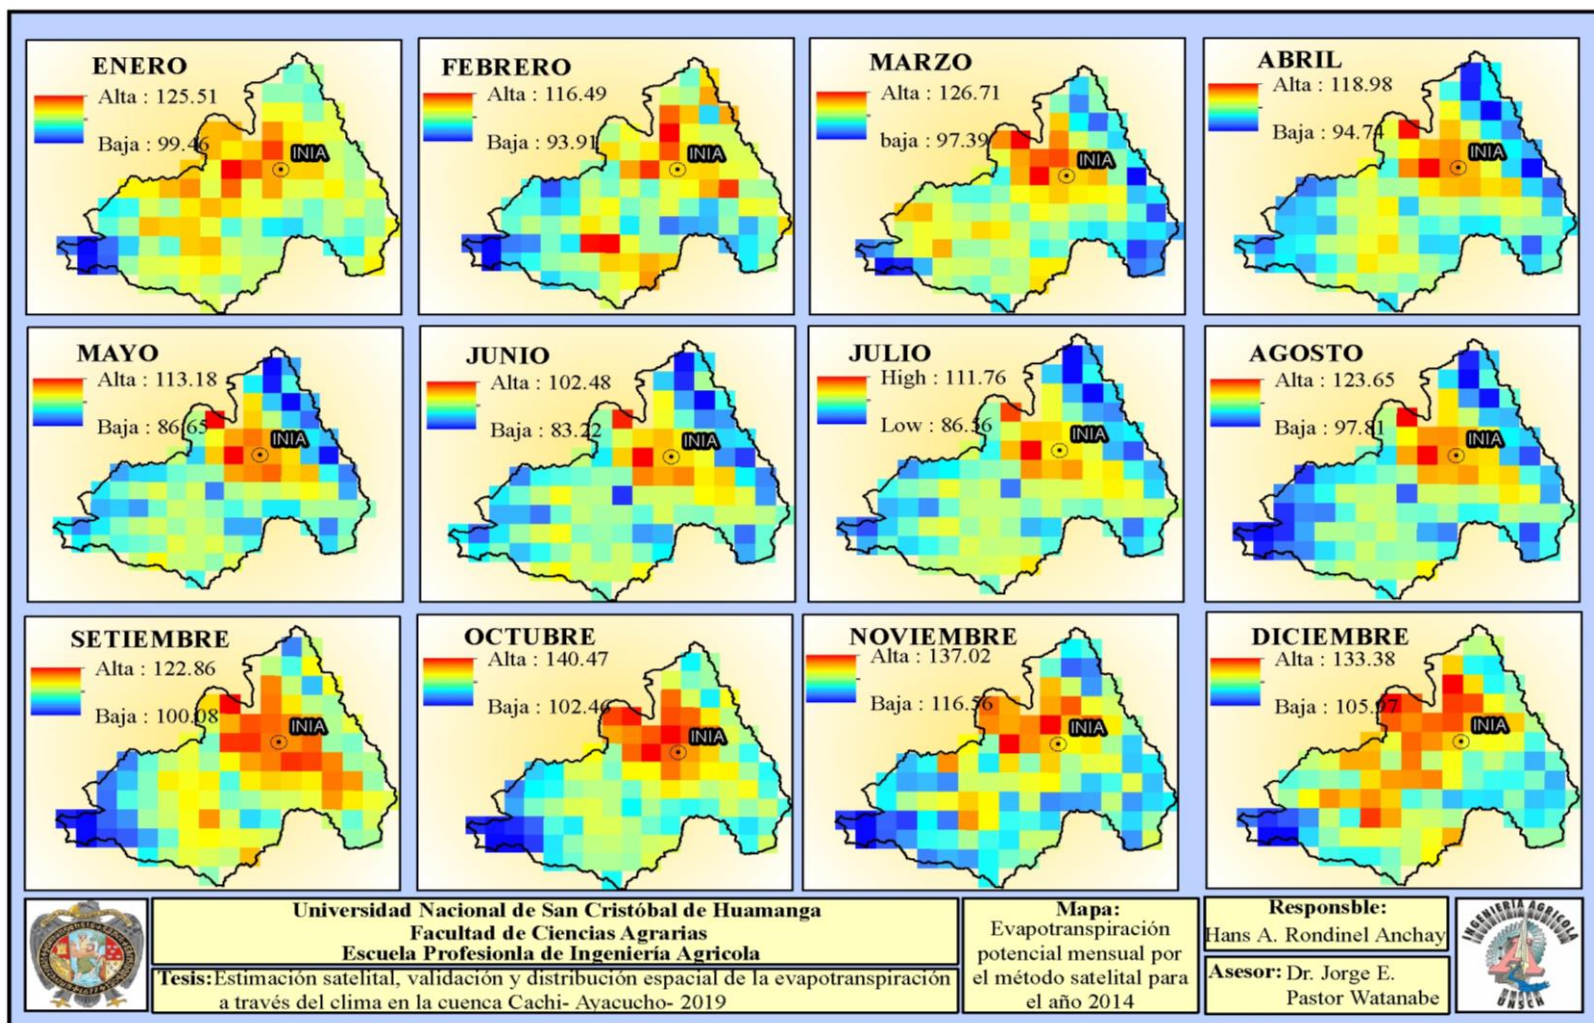 ENERO
Alta : 125.51
Baja : 99.46
INIA
FEBRERO
Alta : 116.49
Baja : 93.91
INIA
MARZO
Alta : 126.71
baja : 97.39
INIA
ABRIL
Alta : 118.98
Baja : 94.74
INIA
MAYO
Alta : 113.18
Baja : 86.65
INIA
JUNIO
Alta : 102.48
Baja : 83.22
INIA
JULIO
High : 111.76
Low : 86.36
INIA
AGOSTO
Alta : 123.65
Baja : 97.81
INIA
SETIEMBRE
Alta : 122.86
Baja : 100.08
INIA
OCTUBRE
Alta : 140.47
Baja : 102.46
INIA
NOVIEMBRE
Alta : 137.02
Baja : 116.56
INIA
DICIEMBRE
Alta : 133.38
Baja : 105.97
INIA
Universidad Nacional de San Cristóbal de Huamanga
Facultad de Ciencias Agrarias
Escuela Profesionla de Ingeniería Agricola
Tesis:Estimación satelital, validación y distribución espacial de la evapotranspiración
a través del clima en la cuenca Cachi- Ayacucho- 2019
Mapa:
Evapotranspiración
potencial mensual por
el método satelital para
el año 2014
Responsble:
Hans A. Rondinel Anchay
Asesor: Dr. Jorge E.
Pastor Watanabe
INGENIERIA AGRICOLA
UNSCH